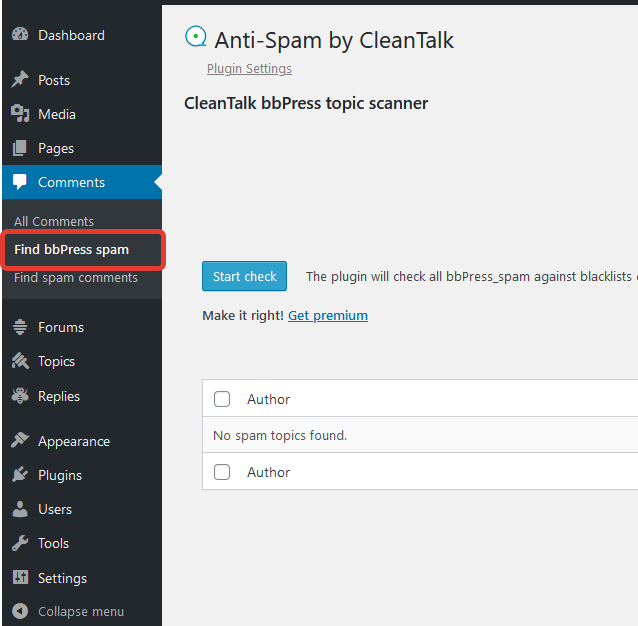 Dashboard
Posts
Media
Pages
Comments
All Comments
Find bbPress spam
Find spam comments
Forums
Topics
Replies
Appearance
Plugins
Users
Tools
Settings
Collapse menu
Anti-Spam by CleanTalk
Plugin Settings
CleanTalk bbPress topic scanner
Start check
The plugin will check all bbPress_spam against blacklists
Make it right! Get premium
Author
No spam topics found.
Author